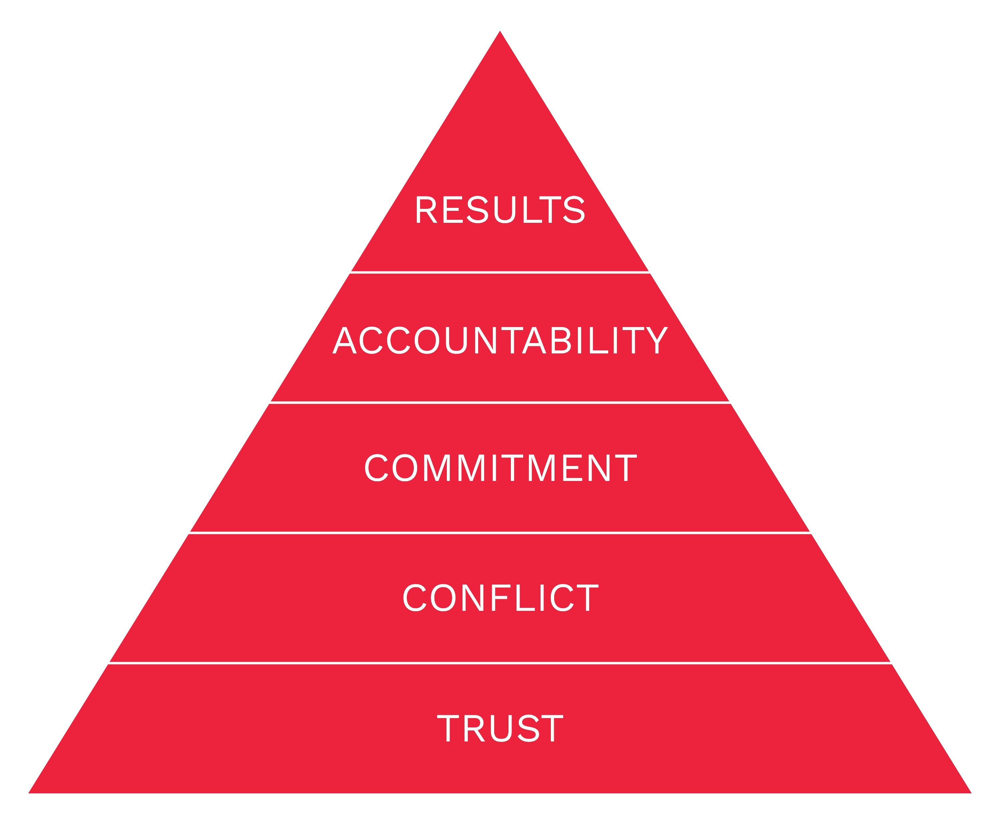 RESULTS
ACCOUNTABILITY
COMMITMENT
CONFLICT
TRUST